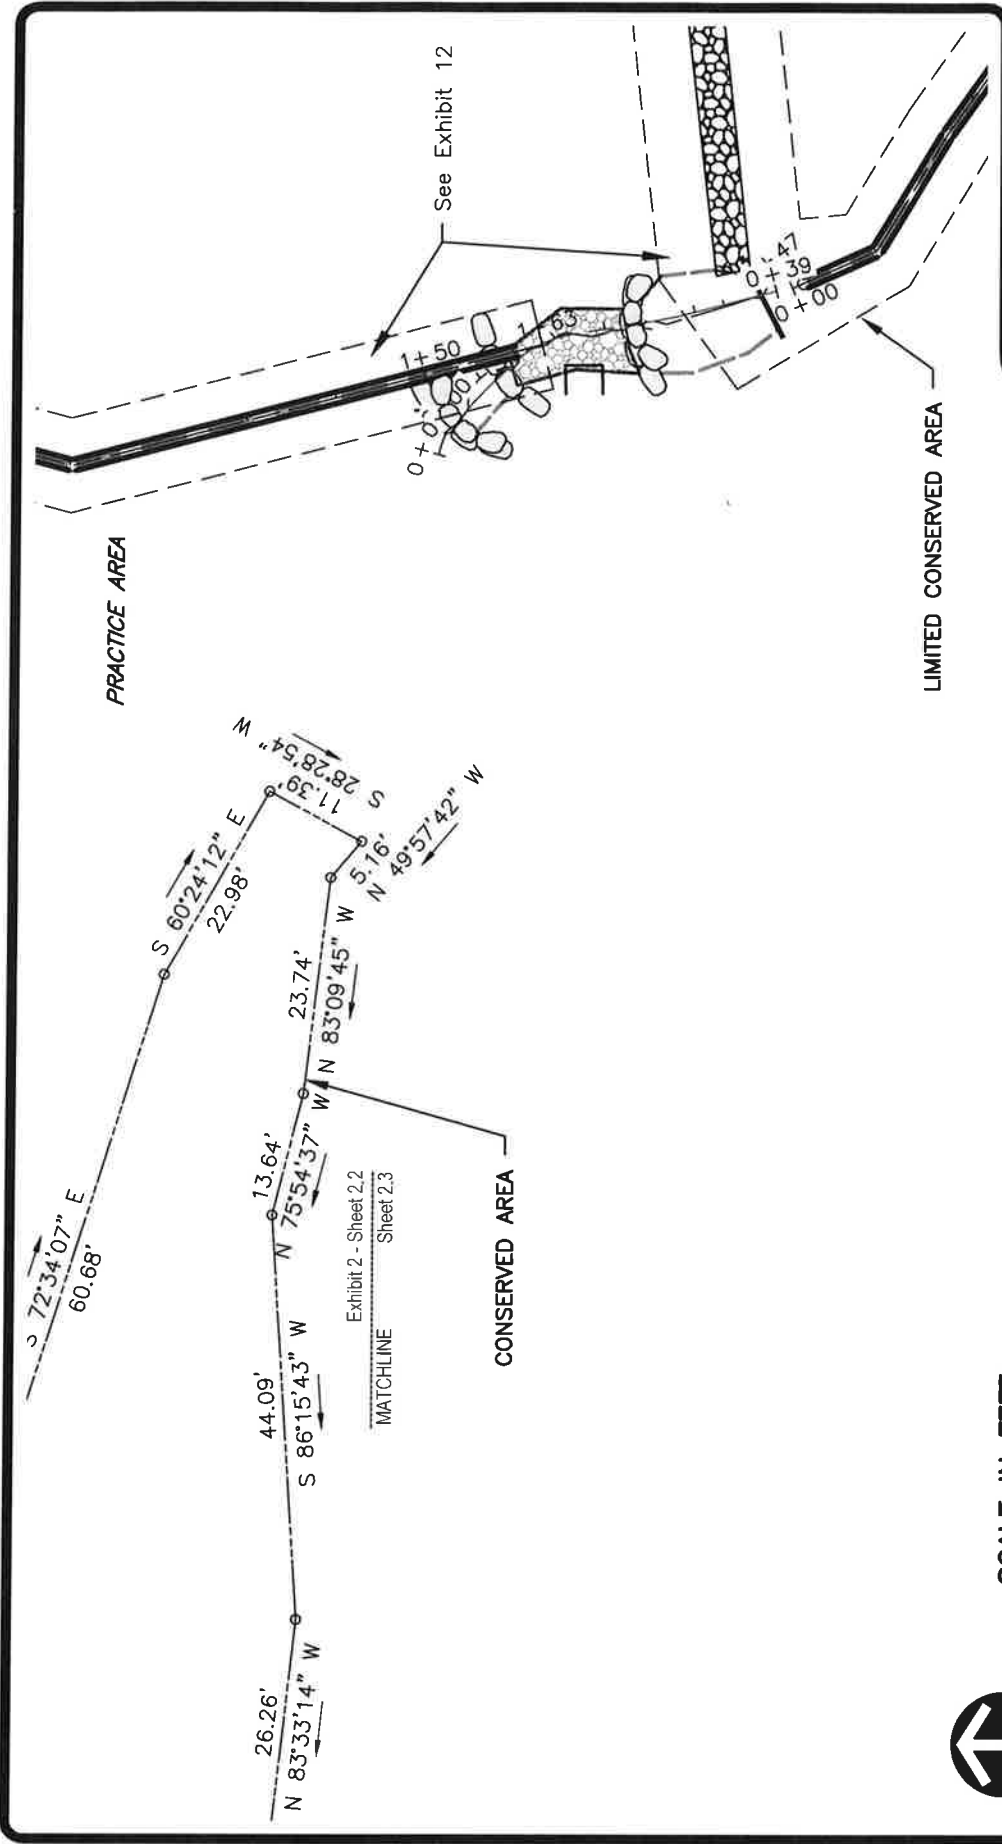 S 72°34'07" E
60.68'
S 60°24'12" E
22.98'
S 28°28'54" W
11.39'
N 49°57'42" W
5.16'
N 83°09'45" W
23.74'
N 75°54'37" W
13.64'
S 86°15'43" W
44.09'
N 83°33'14" W
26.26'
Exhibit 2 - Sheet 2.2
MATCHLINE Sheet 2.3
CONSERVED AREA
PRACTICE AREA
See Exhibit 12
1+50
63
47
0+39
0+00
LIMITED CONSERVED AREA